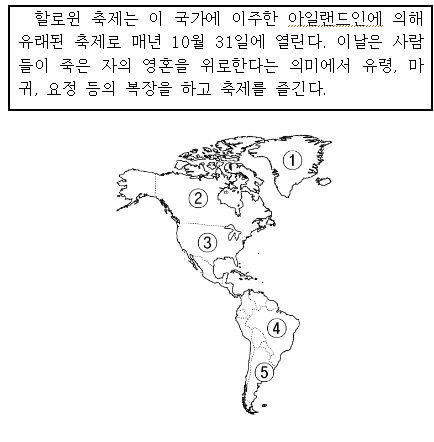 할로윈 축제는 이 국가에 이주한 아일랜드인에 의해
유래된 축제로 매년 10월 31일에 열린다. 이날은 사람
들이 죽은 자의 영혼을 위로한다는 의미에서 유령, 마
귀, 요정 등의 복장을 하고 축제를 즐긴다.
①
②
③
④
⑤